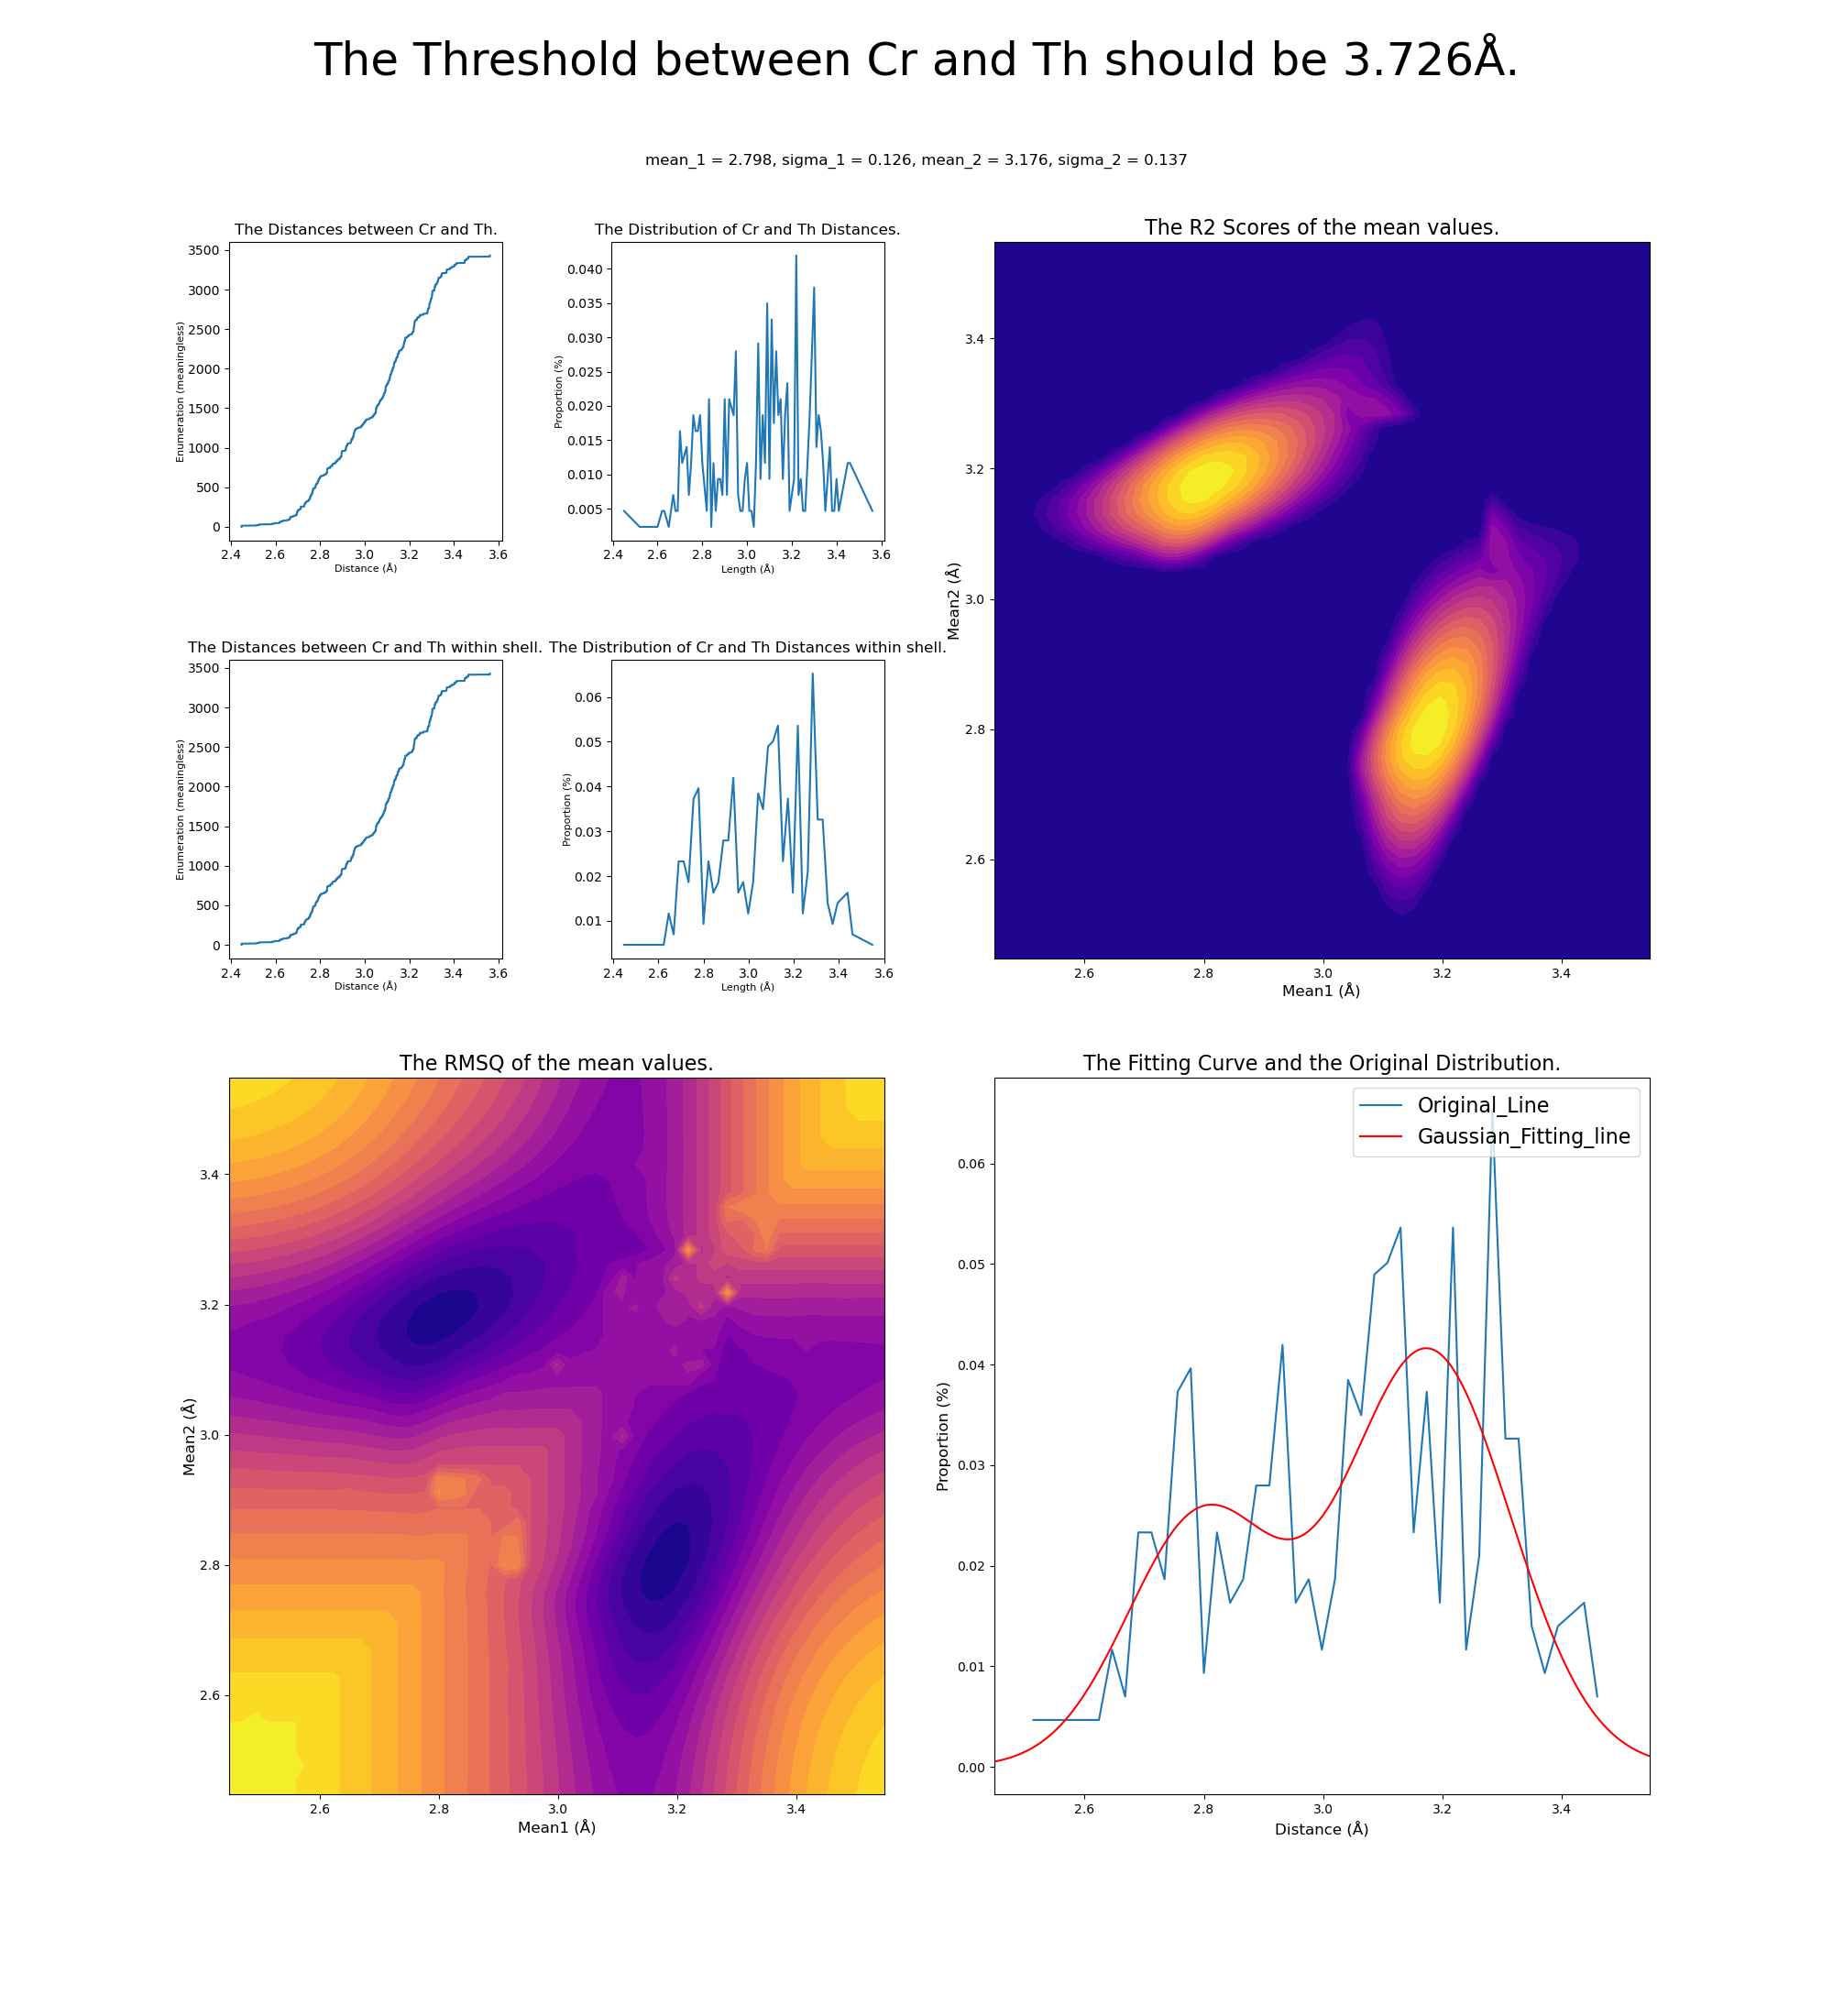 The Threshold between Cr and Th should be 3.726Å.
mean_1 = 2.798, sigma_1 = 0.126, mean_2 = 3.176, sigma_2 = 0.137
The Distances between Cr and Th.
3500
3000
2500
2000
1500
1000
500
0
Enumeration (meaningless)
2.4 2.6 2.8 3.0 3.2 3.4 3.6
Distance (Å)
The Distribution of Cr and Th Distances.
0.040
0.035
0.030
0.025
0.020
0.015
0.010
0.005
Proportion (%)
2.4 2.6 2.8 3.0 3.2 3.4 3.6
Length (Å)
The R2 Scores of the mean values.
3.4
3.2
3.0
2.8
2.6
Mean2 (Å)
2.6 2.8 3.0 3.2 3.4
Mean1 (Å)
The Distances between Cr and Th within shell.
3500
3000
2500
2000
1500
1000
500
0
Enumeration (meaningless)
2.4 2.6 2.8 3.0 3.2 3.4 3.6
Distance (Å)
The Distribution of Cr and Th Distances within shell.
0.06
0.05
0.04
0.03
0.02
0.01
Proportion (%)
2.4 2.6 2.8 3.0 3.2 3.4 3.6
Length (Å)
The RMSQ of the mean values.
3.4
3.2
3.0
2.8
2.6
Mean2 (Å)
2.6 2.8 3.0 3.2 3.4
Mean1 (Å)
The Fitting Curve and the Original Distribution.
Original_Line
Gaussian_Fitting_line
0.06
0.05
0.04
0.03
0.02
0.01
0.00
Proportion (%)
2.6 2.8 3.0 3.2 3.4
Distance (Å)